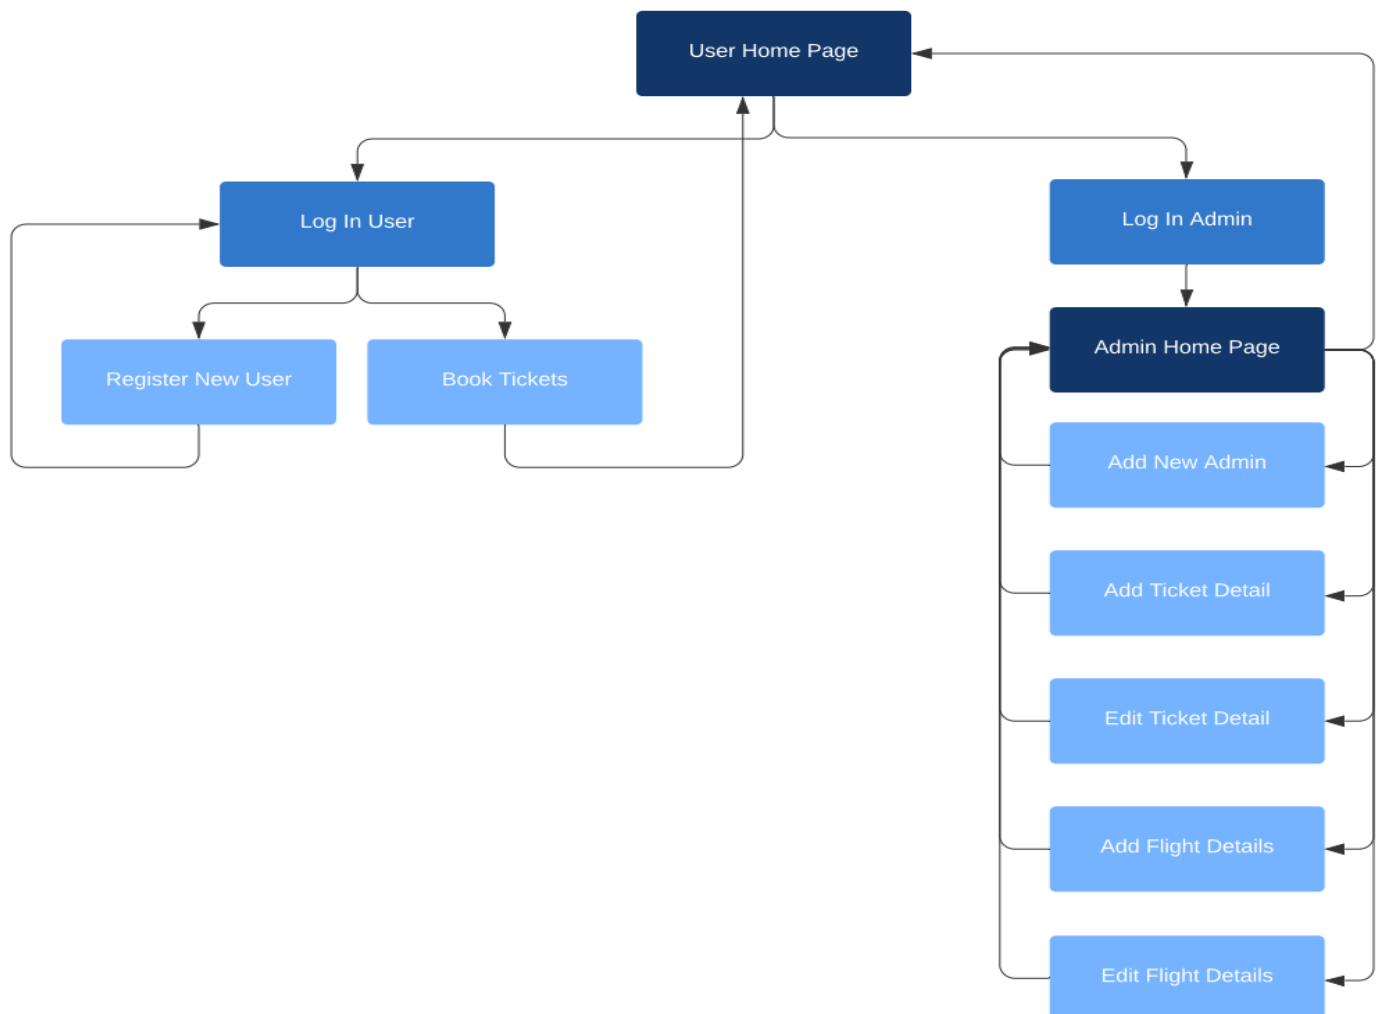 User Home Page
Log In User
Log In Admin
Register New User
Book Tickets
Admin Home Page
Add New Admin
Add Ticket Detail
Edit Ticket Detail
Add Flight Details
Edit Flight Details